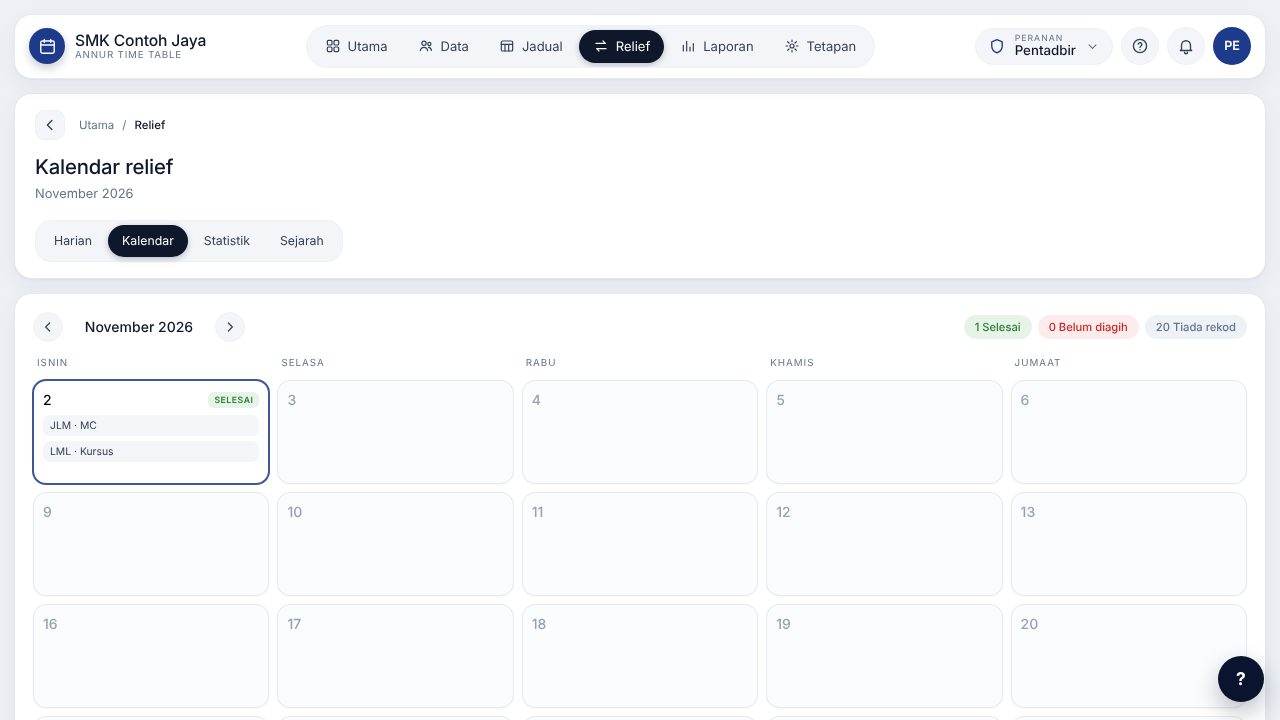 SMK Contoh Jaya
ANNUR TIME TABLE
Utama
Data
Jadual
Relief
Laporan
Tetapan
PERANAN
Pentadbir
PE
Utama / Relief
Kalendar relief
November 2026
Harian
Kalendar
Statistik
Sejarah
November 2026
1 Selesai
0 Belum diagih
20 Tiada rekod
ISNIN
SELASA
RABU
KHAMIS
JUMAAT
2
SELESAI
JLM · MC
LML · Kursus
3
4
5
6
9
10
11
12
13
16
17
18
19
20
?